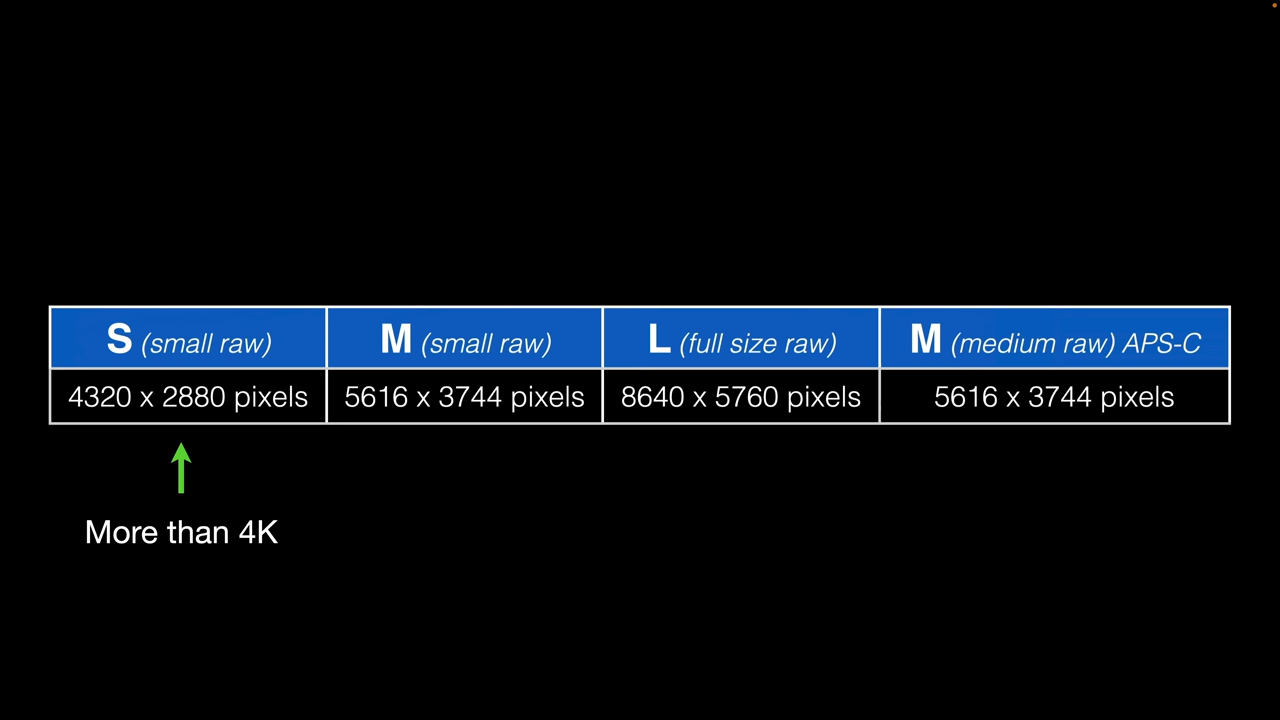 S (small raw) M (small raw) L (full size raw) M (medium raw) APS-C
4320 x 2880 pixels 5616 x 3744 pixels 8640 x 5760 pixels 5616 x 3744 pixels
More than 4K